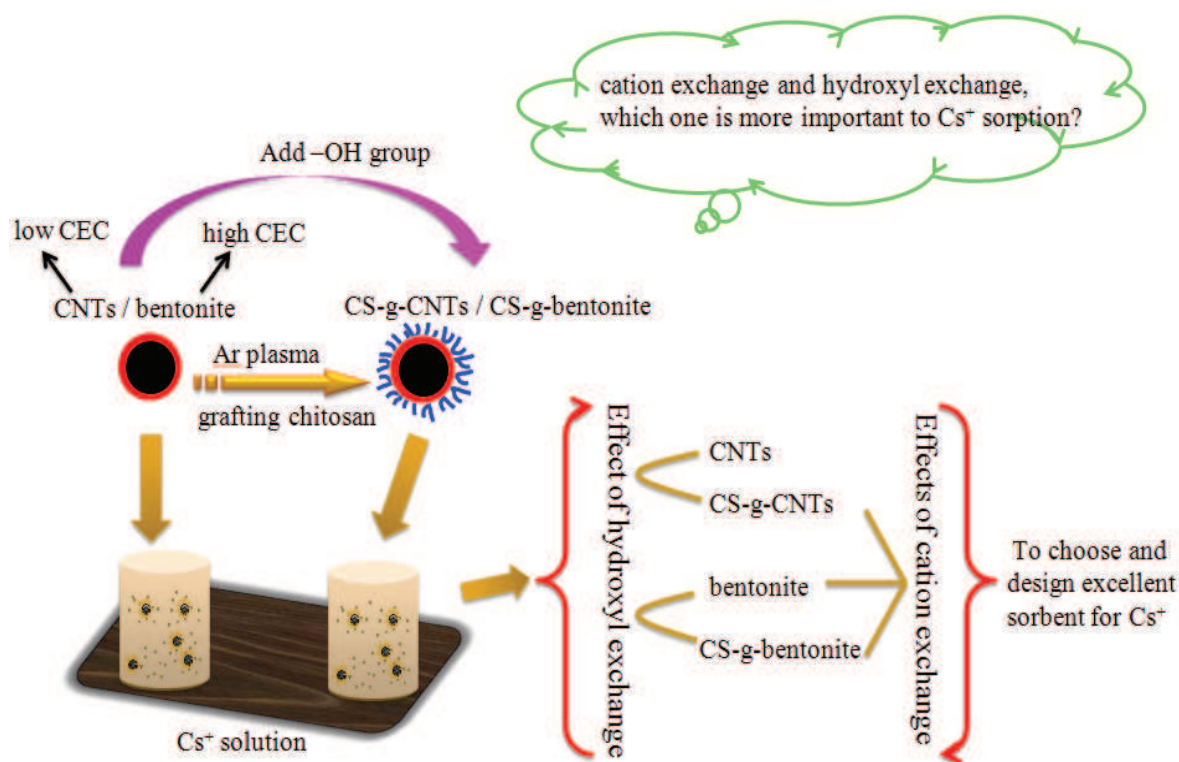 cation exchange and hydroxyl exchange,
which one is more important to Cs⁺ sorption?
Add –OH group
low CEC
high CEC
CNTs / bentonite
CS-g-CNTs / CS-g-bentonite
Ar plasma
grafting chitosan
Cs⁺ solution
Effect of hydroxyl exchange
CNTs
CS-g-CNTs
bentonite
CS-g-bentonite
Effects of cation exchange
To choose and
design excellent
sorbent for Cs⁺